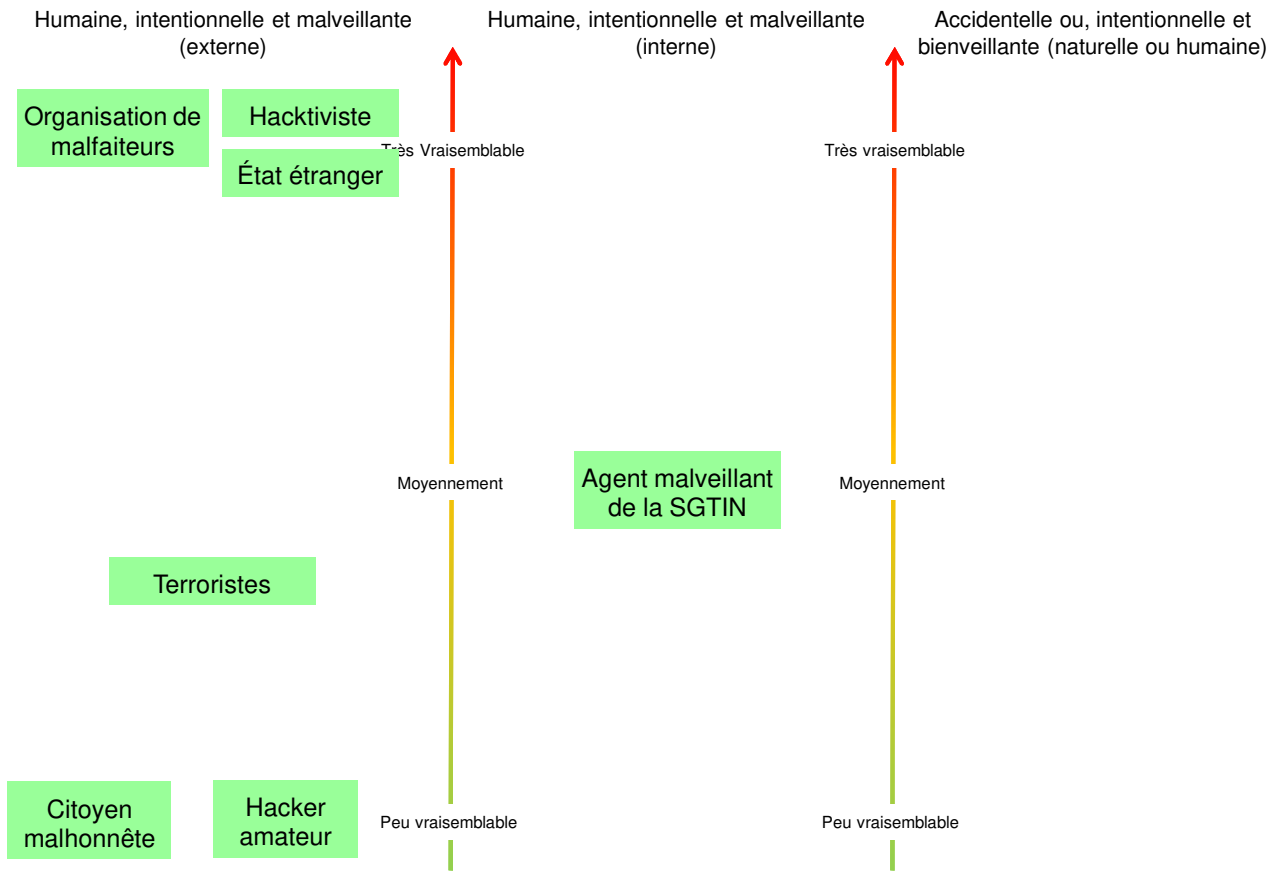 Humaine, intentionnelle et malveillante
(externe)
Humaine, intentionnelle et malveillante
(interne)
Accidentelle ou, intentionnelle et
bienveillante (naturelle ou humaine)
Organisation de
malfaiteurs
Hacktiviste
État étranger
Très Vraisemblable
Très vraisemblable
Moyennement
Agent malveillant
de la SGTIN
Moyennement
Terroristes
Citoyen
malhonnête
Hacker
amateur
Peu vraisemblable
Peu vraisemblable